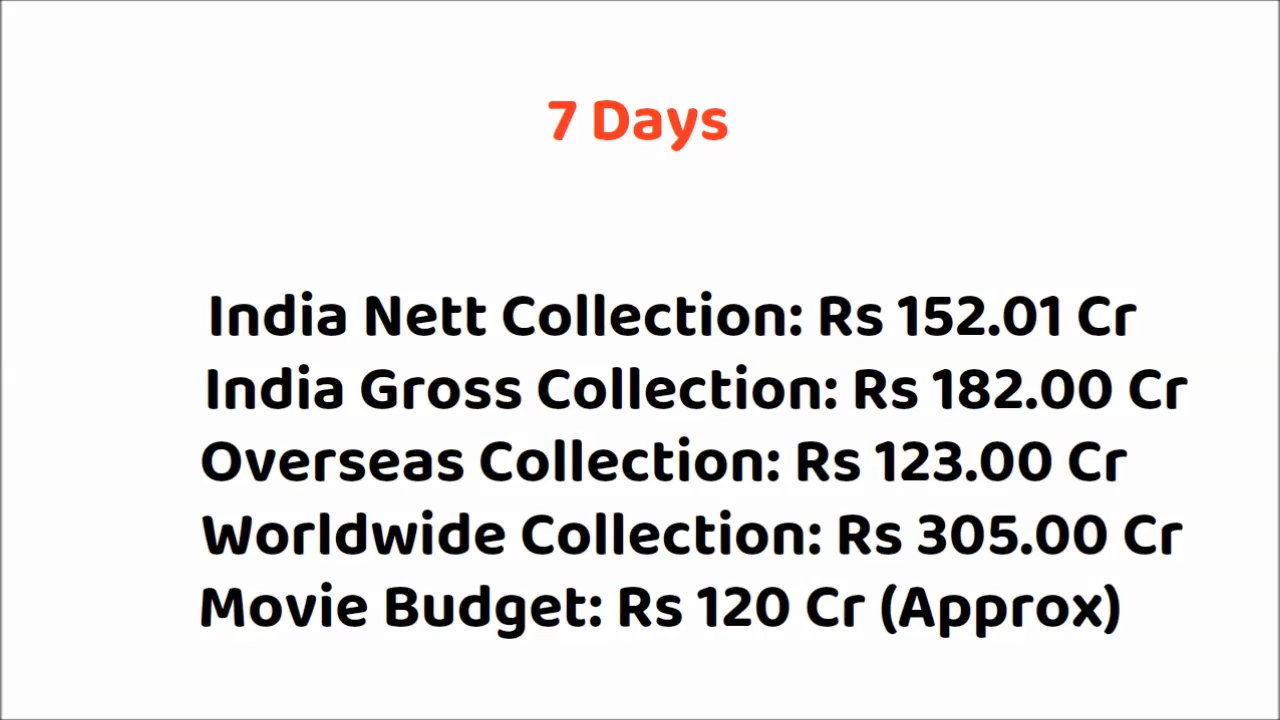 7 Days
India Nett Collection: Rs 152.01 Cr
India Gross Collection: Rs 182.00 Cr
Overseas Collection: Rs 123.00 Cr
Worldwide Collection: Rs 305.00 Cr
Movie Budget: Rs 120 Cr (Approx)